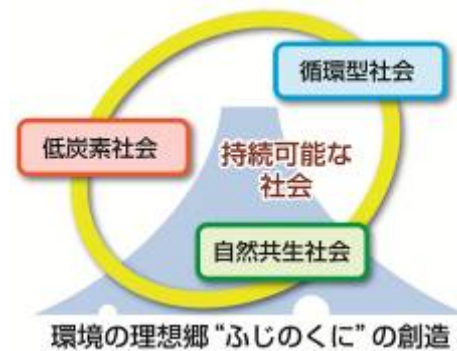 循環型社会
低炭素社会
持続可能な
社会
自然共生社会
環境の理想郷“ふじのくに”の創造